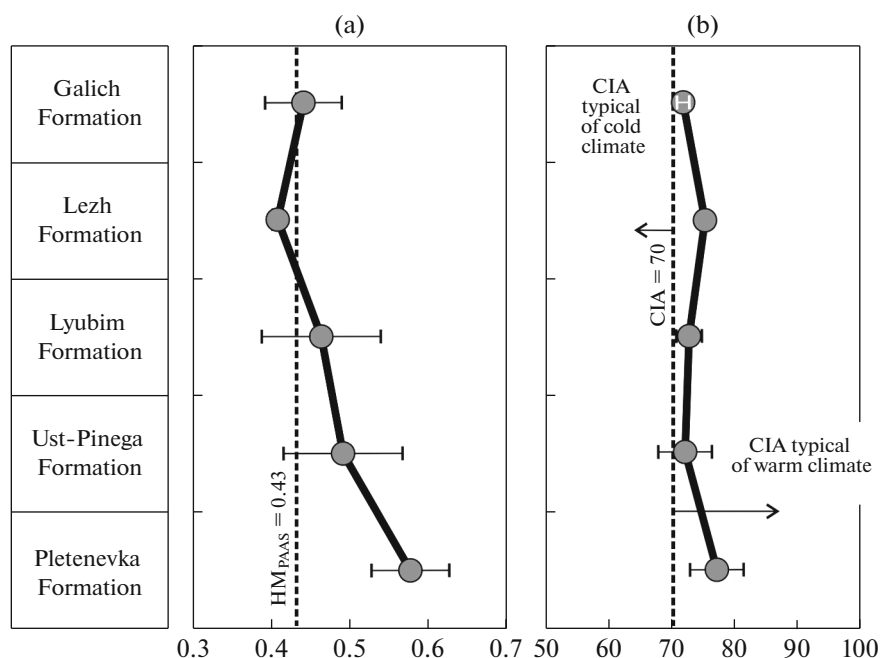 (a)
(b)
Galich
Formation
Lezh
Formation
Lyubim
Formation
Ust-Pinega
Formation
Pletenevka
Formation
HM_PAAS = 0.43
0.3 0.4 0.5 0.6 0.7
CIA
typical
of cold
climate
CIA = 70
CIA typical
of warm climate
50 60 70 80 90 100